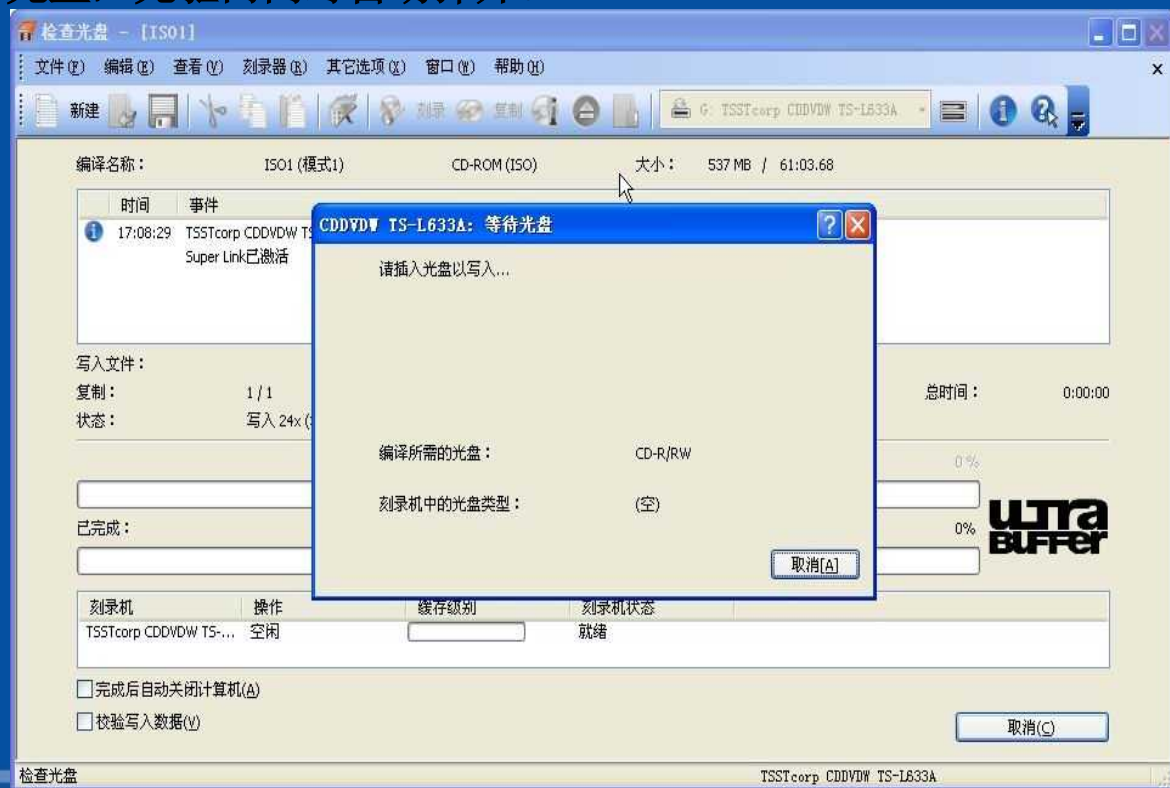 检查光盘 - [ISO1]
文件(F) 编辑(E) 查看(V) 刻录器(R) 其它选项(X) 窗口(W) 帮助(H) x
新建 刻录 复制 G: TSSTcorp CDDVDW TS-L633A
编译名称： ISO1 (模式1) CD-ROM (ISO) 大小： 537 MB / 61:03.68
时间 事件
17:08:29 TSSTcorp CDDVDW TS
Super Link已激活
CDDVDW TS-L633A: 等待光盘
请插入光盘以写入...
写入文件：
复制： 1 / 1 总时间： 0:00:00
状态： 写入 24x (
编译所需的光盘： CD-R/RW
0 %
刻录机中的光盘类型： (空)
已完成： 0%
ULTRA
BUFFER
取消[A]
刻录机 操作 缓存级别 刻录机状态
TSSTcorp CDDVDW TS-... 空闲 就绪
完成后自动关闭计算机(A)
校验写入数据(V)
取消(C)
检查光盘 TSSTcorp CDDVDW TS-L633A